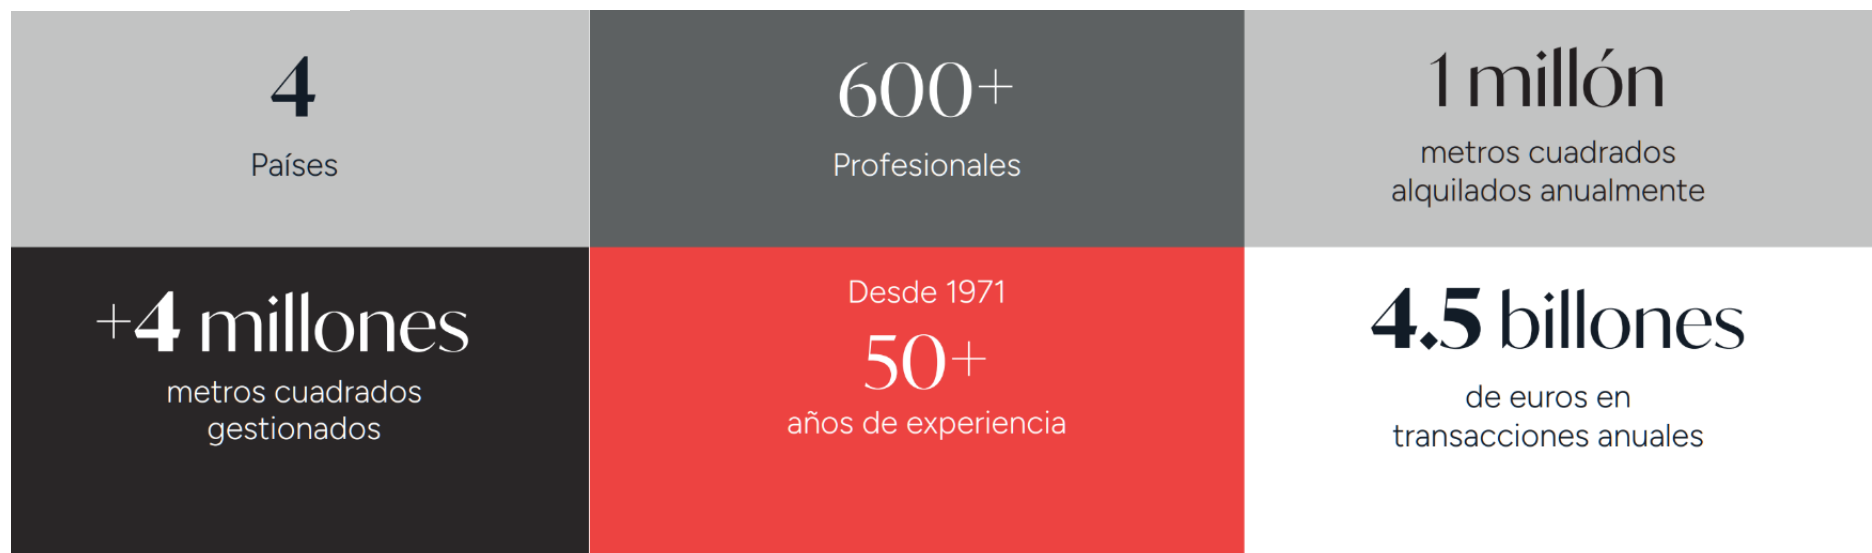 4
Países
600+
Profesionales
1 millón
metros cuadrados
alquilados anualmente
+4 millones
metros cuadrados
gestionados
Desde 1971
50+
años de experiencia
4.5 billones
de euros en
transacciones anuales